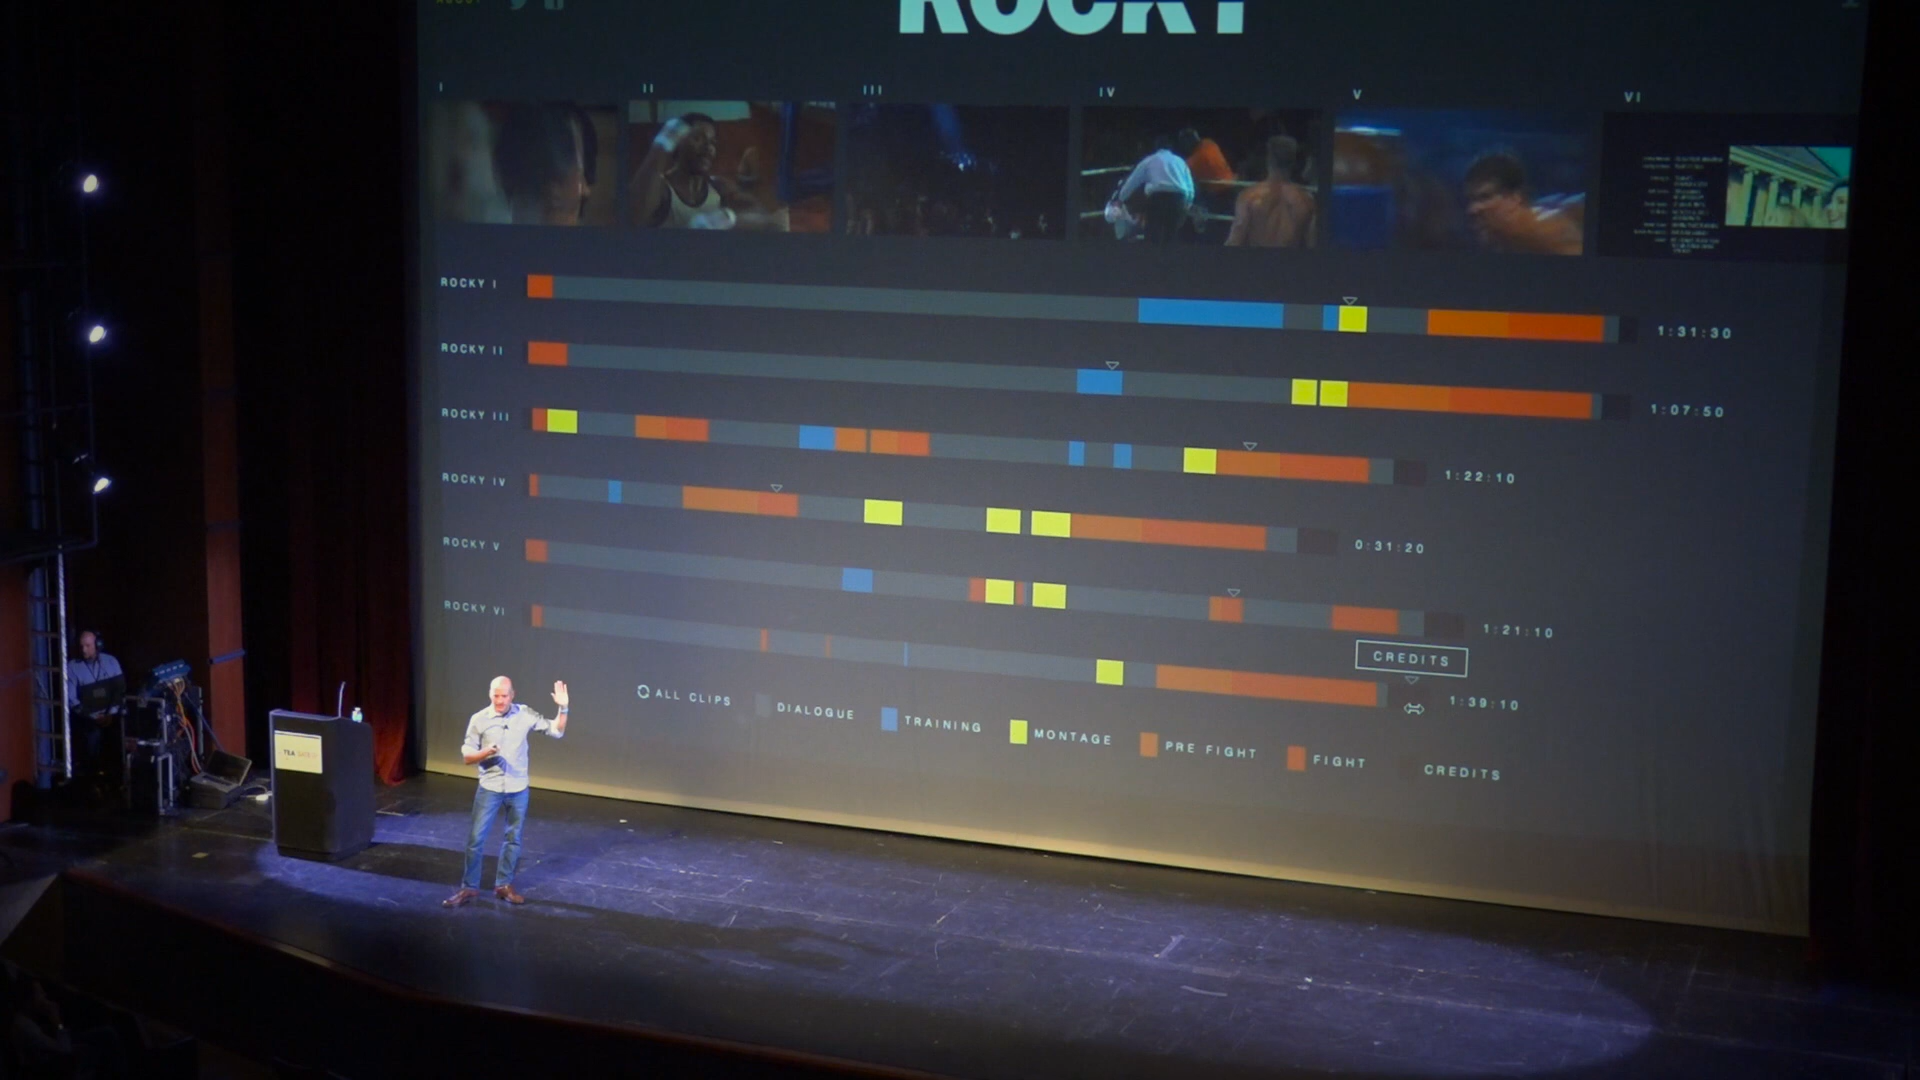 ABOUT
ROCKY
I II III IV V VI
ROCKY I 1:31:30
ROCKY II 1:07:50
ROCKY III 1:22:10
ROCKY IV 0:31:20
ROCKY V 1:21:10
CREDITS
ROCKY VI 1:39:10
ALL CLIPS DIALOGUE TRAINING MONTAGE PRE FIGHT FIGHT CREDITS
TEA